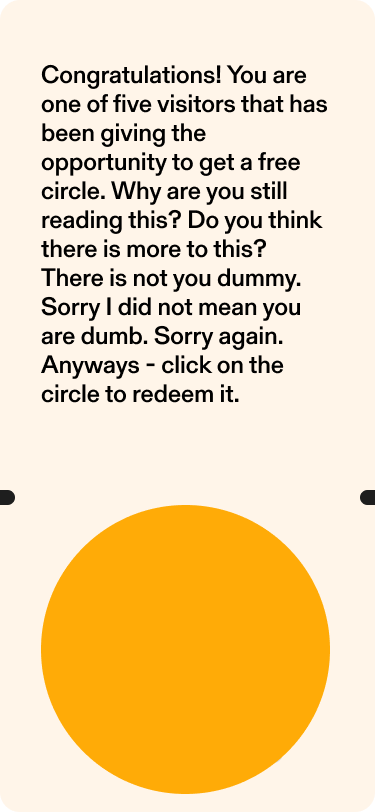 Congratulations! You are
one of five visitors that has
been giving the
opportunity to get a free
circle. Why are you still
reading this? Do you think
there is more to this?
There is not you dummy.
Sorry I did not mean you
are dumb. Sorry again.
Anyways - click on the
circle to redeem it.